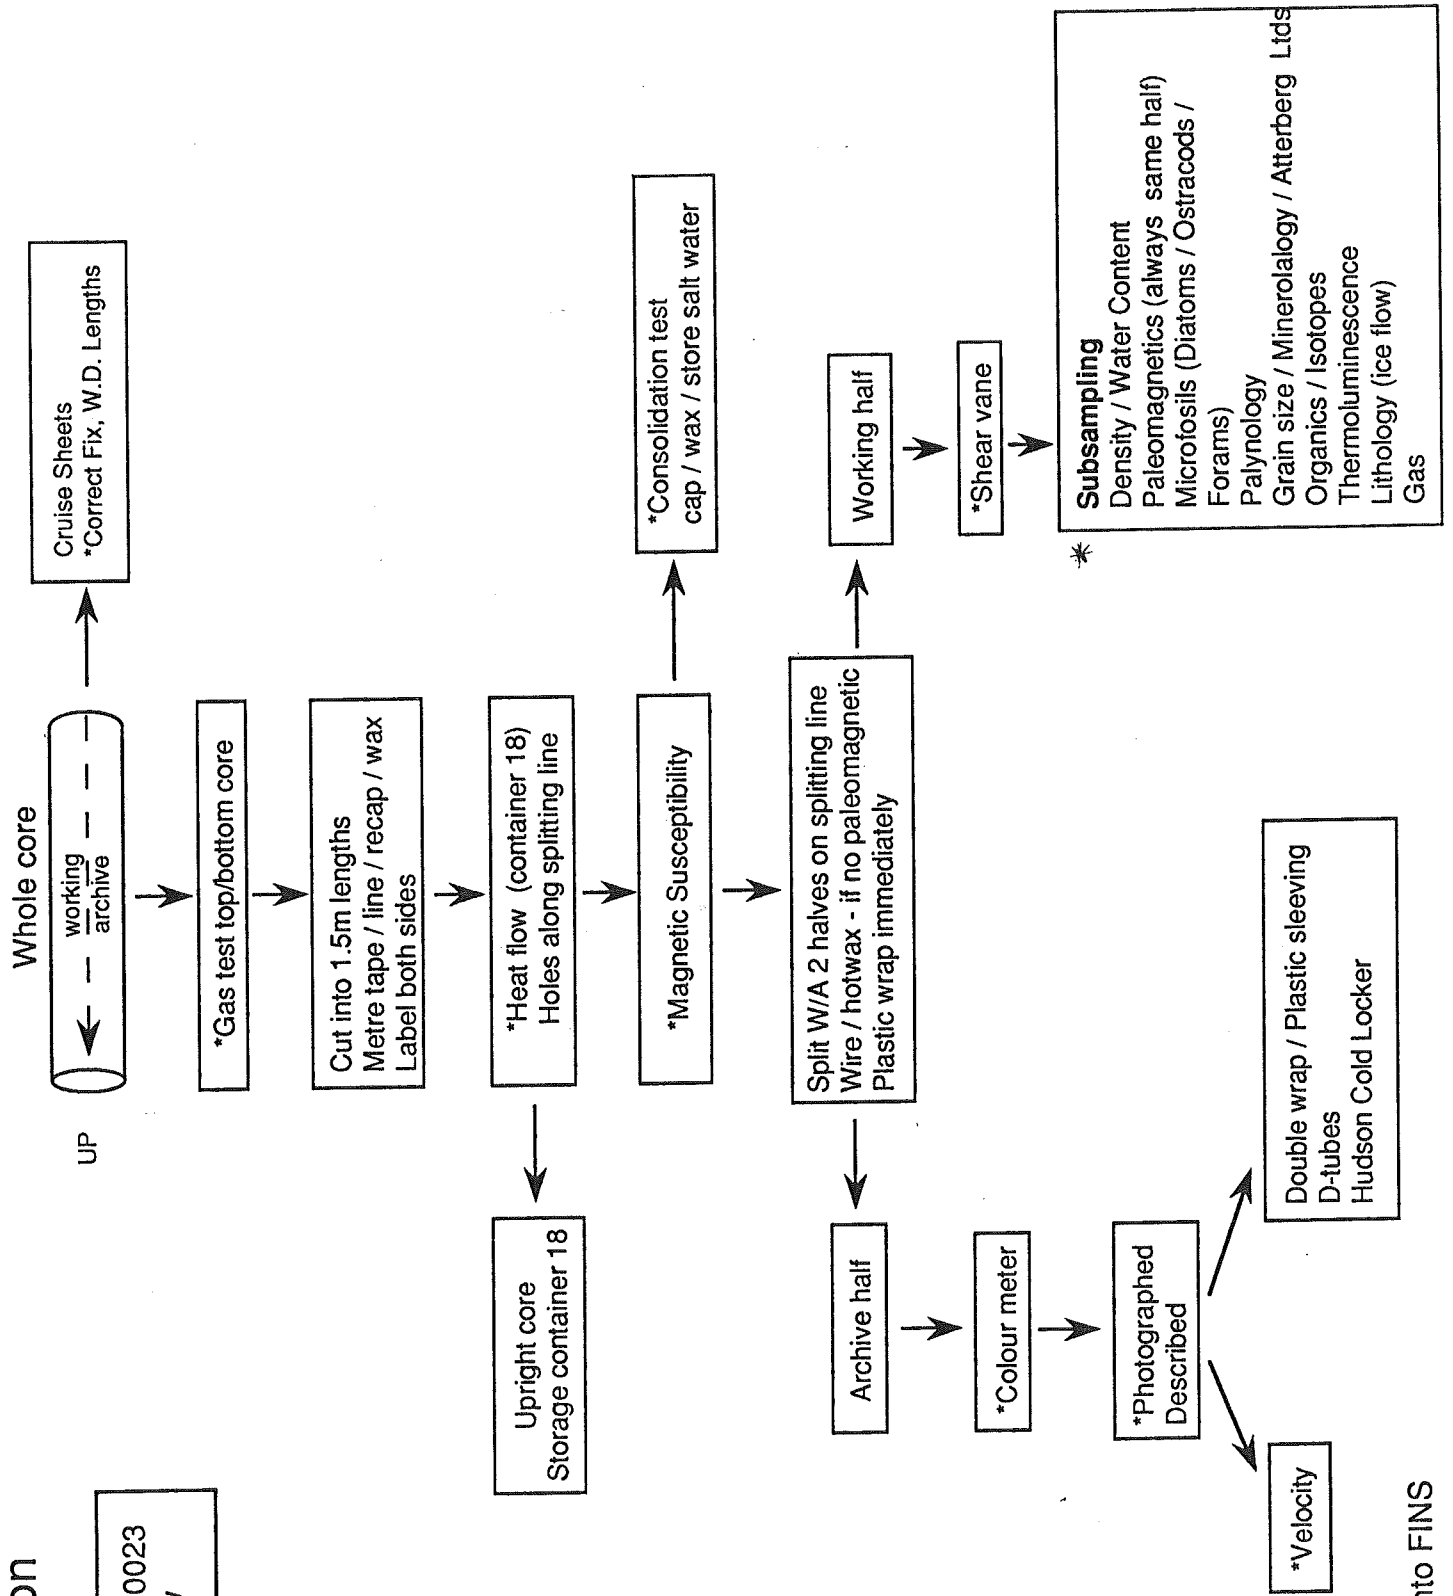 on
0023
Whole core
UP
working
archive
Cruise Sheets
*Correct Fix, W.D. Lengths
*Gas test top/bottom core
Cut into 1.5m lengths
Metre tape / line / recap / wax
Label both sides
*Heat flow (container 18)
Holes along splitting line
Upright core
Storage container 18
*Magnetic Susceptibility
*Consolidation test
cap / wax / store salt water
Split W/A 2 halves on splitting line
Wire / hotwax - if no paleomagnetic
Plastic wrap immediately
Archive half
Working half
*Colour meter
*Shear vane
*Photographed
Described
*
Subsampling
Density / Water Content
Paleomagnetics (always same half)
Microfosils (Diatoms / Ostracods /
Forams)
Palynology
Grain size / Minerolalogy / Atterberg Ltds
Organics / Isotopes
Thermoluminescence
Lithology (ice flow)
Gas
*Velocity
Double wrap / Plastic sleeving
D-tubes
Hudson Cold Locker
nto FINS